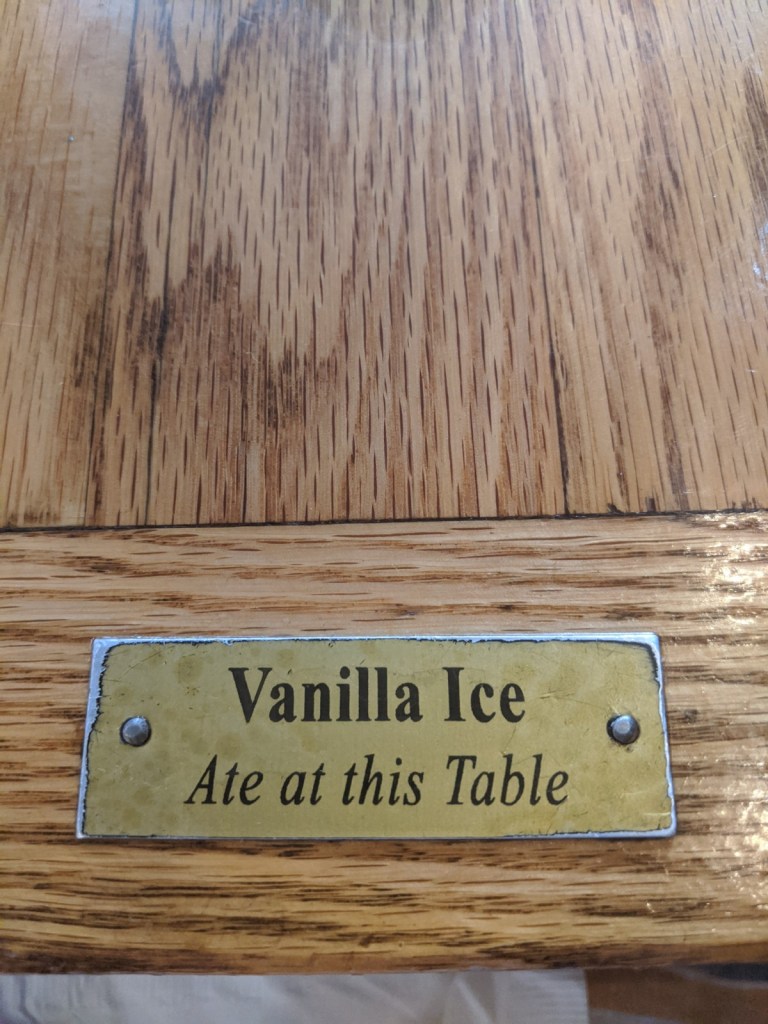 Vanilla Ice
Ate at this Table